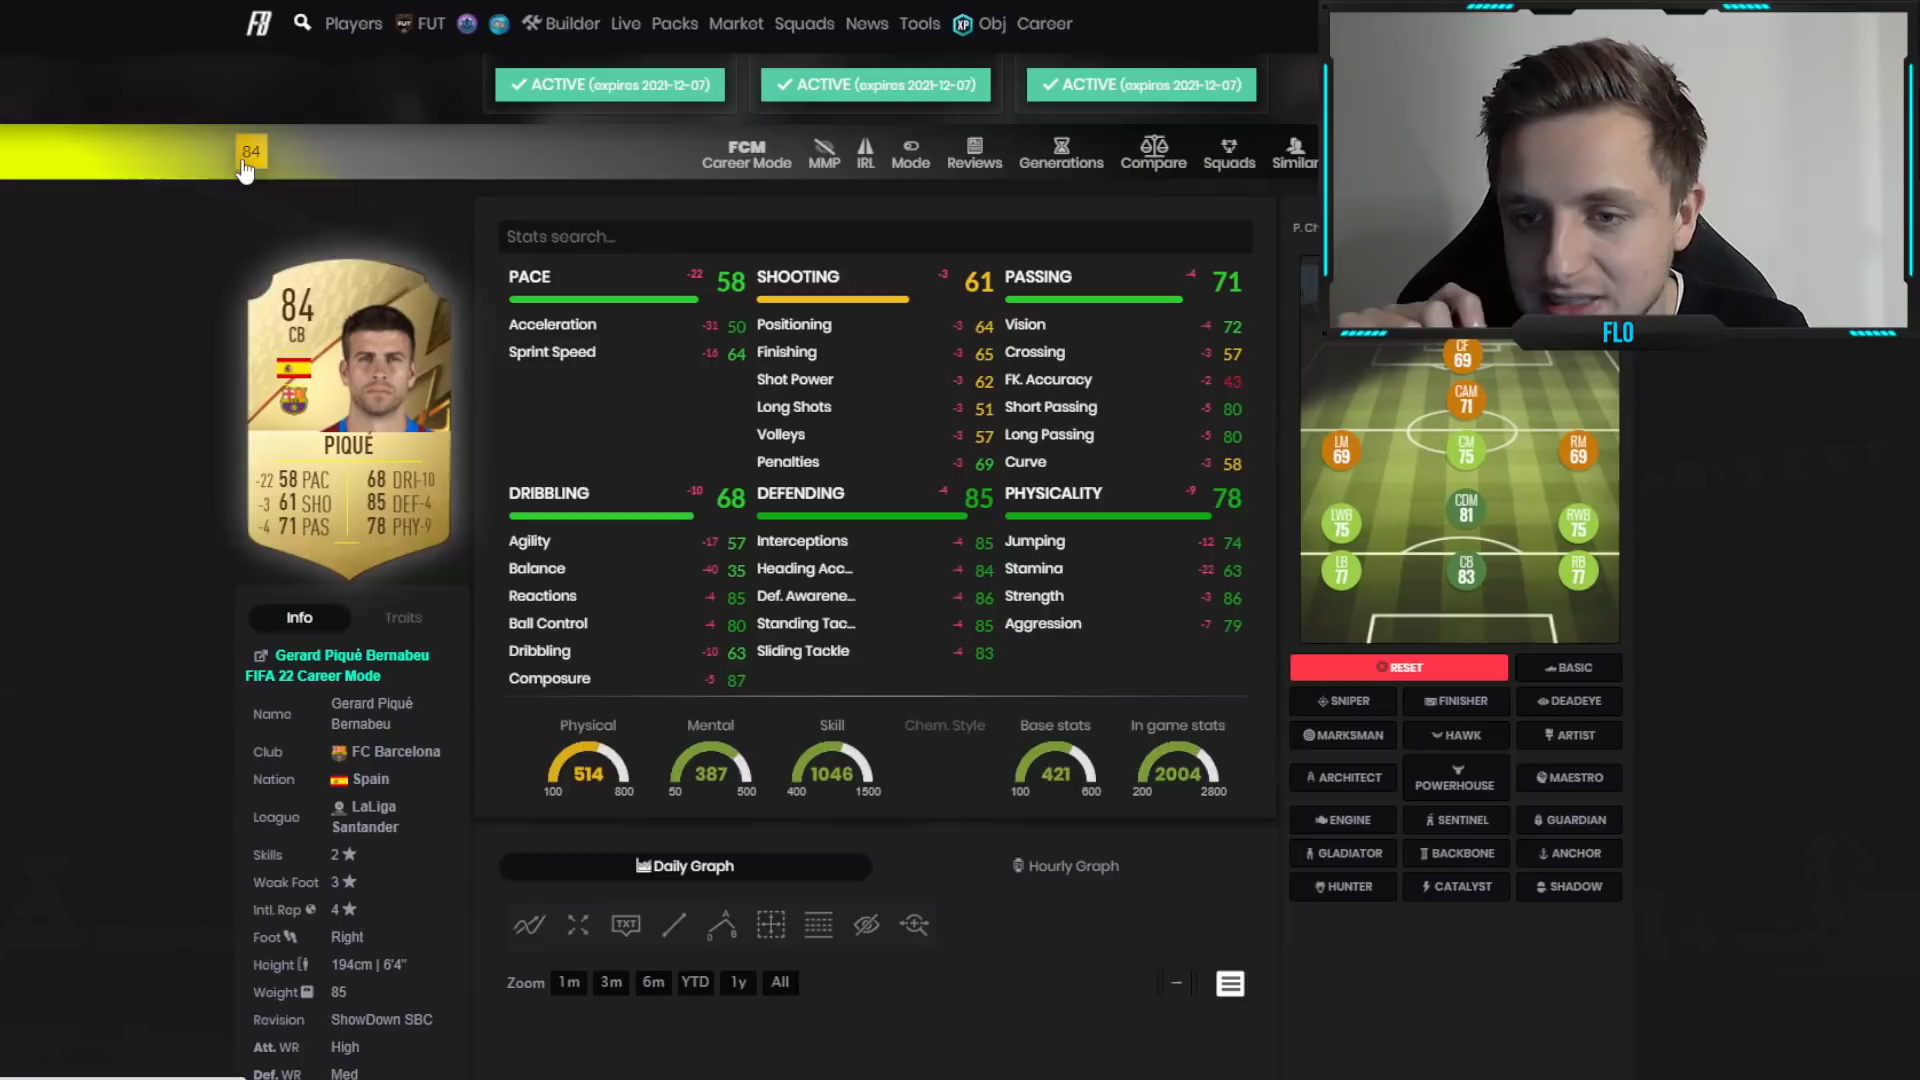 FB Players FUT Builder Live Packs Market Squads News Tools XP Obj Career
ACTIVE (expires 2021-12-07) ACTIVE (expires 2021-12-07) ACTIVE (expires 2021-12-07)
84
FCM Career Mode MMP IRL Mode Reviews Generations Compare Squads Similar
FLO
Stats search...
P. Ch
84
CB
PIQUÉ
-22 58 PAC 68 DRI-10
-3 61 SHO 85 DEF-4
-4 71 PAS 78 PHY-9
PACE -22 58 SHOOTING -3 61 PASSING -4 71
Acceleration -31 50 Positioning -3 64 Vision -4 72
Sprint Speed -16 64 Finishing -3 65 Crossing -3 57
Shot Power -3 62 FK. Accuracy -2 43
Long Shots -3 51 Short Passing -5 80
Volleys -3 57 Long Passing -5 80
Penalties -3 69 Curve -3 58
DRIBBLING -10 68 DEFENDING -4 85 PHYSICALITY -9 78
Agility -17 57 Interceptions -4 85 Jumping -12 74
Balance -40 35 Heading Acc... -4 84 Stamina -22 63
Reactions -4 85 Def. Awarene... -4 86 Strength -3 86
Ball Control -4 80 Standing Tac... -4 85 Aggression -7 79
Dribbling -10 63 Sliding Tackle -4 83
Composure -5 87
Physical Mental Skill Chem. Style Base stats In game stats
514 387 1046 421 2004
100 800 50 500 400 1500 100 600 200 2800
Daily Graph Hourly Graph
TXT
Zoom 1m 3m 6m YTD 1y All
Info Traits
Gerard Piqué Bernabeu
FIFA 22 Career Mode
Name Gerard Piqué Bernabeu
Club FC Barcelona
Nation Spain
League LaLiga Santander
Skills 2
Weak Foot 3
Intl. Rep 4
Foot Right
Height 194cm | 6'4"
Weight 85
Revision ShowDown SBC
Att. WR High
Def. WR Med
CF 69
CAM 71
LM 69 CM 75 RM 69
CDM 81
LWB 75 RWB 75
LB 77 CB 83 RB 77
RESET BASIC
SNIPER FINISHER DEADEYE
MARKSMAN HAWK ARTIST
ARCHITECT POWERHOUSE MAESTRO
ENGINE SENTINEL GUARDIAN
GLADIATOR BACKBONE ANCHOR
HUNTER CATALYST SHADOW